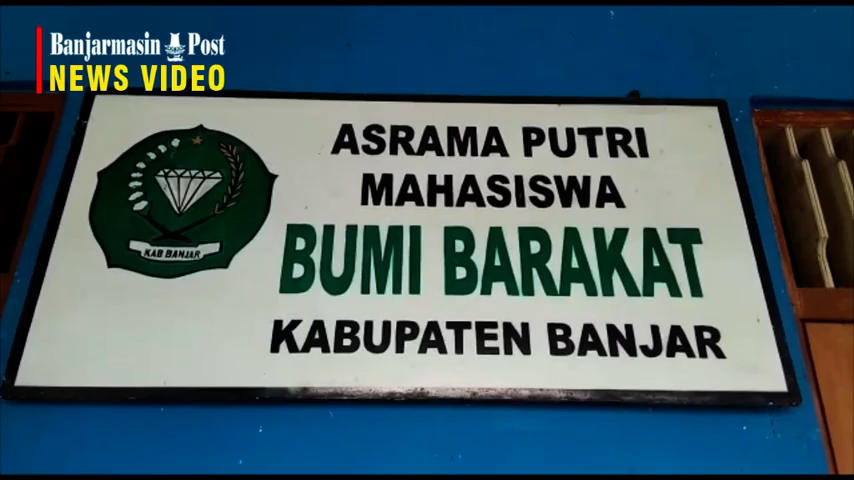 Banjarmasin Post
NEWS VIDEO
ASRAMA PUTRI
MAHASISWA
BUMI BARAKAT
KABUPATEN BANJAR
KAB BANJAR